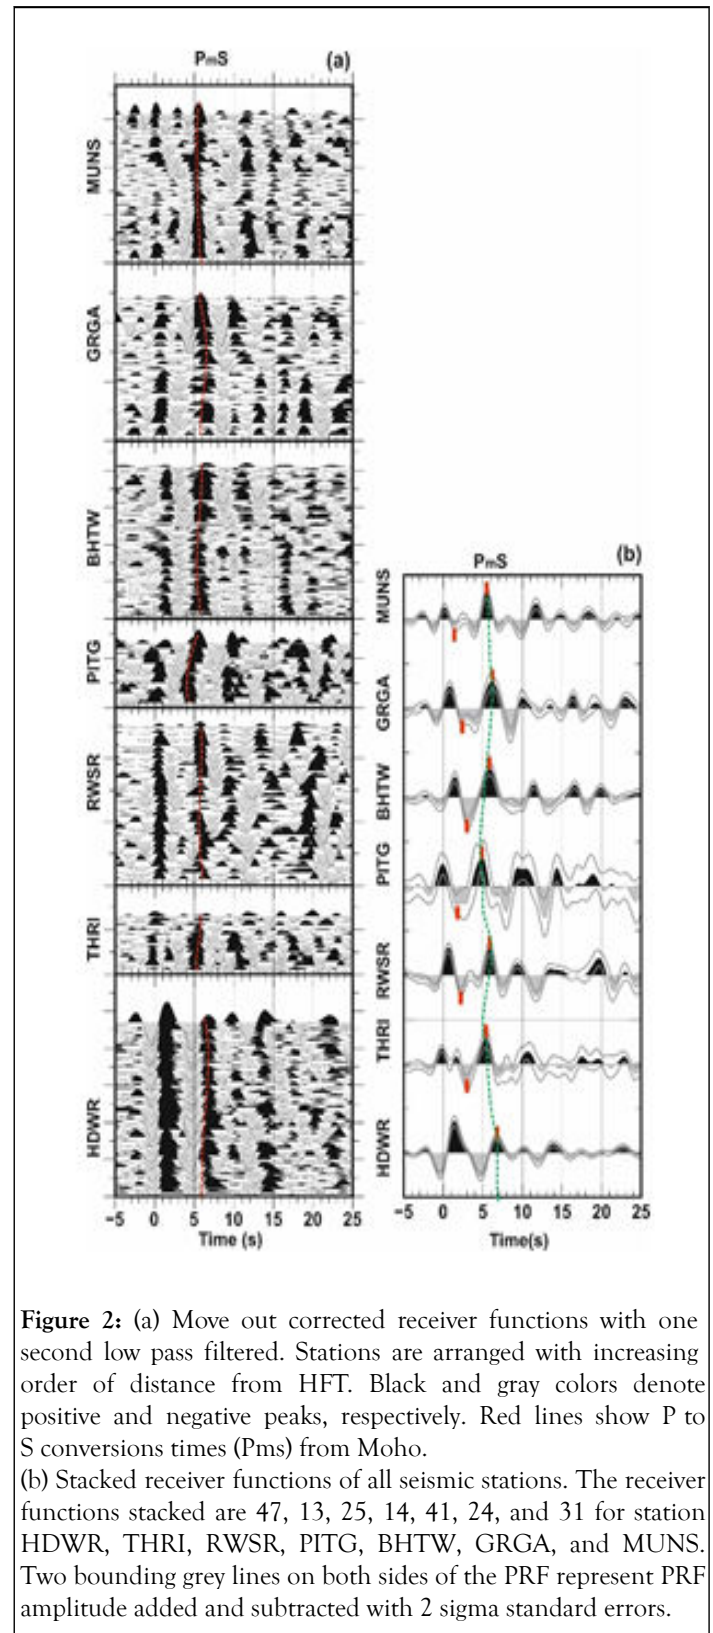 PmS
(a)
MUNS
GRGA
BHTW
PITG
RWSR
THRI
HDWR
−5 0 5 10 15 20 25
Time (s)
PmS
(b)
MUNS
GRGA
BHTW
PITG
RWSR
THRI
HDWR
−5 0 5 10 15 20 25
Time(s)
Figure 2: (a) Move out corrected receiver functions with one
second low pass filtered. Stations are arranged with increasing
order of distance from HFT. Black and gray colors denote
positive and negative peaks, respectively. Red lines show P to
S conversions times (Pms) from Moho.
(b) Stacked receiver functions of all seismic stations. The receiver
functions stacked are 47, 13, 25, 14, 41, 24, and 31 for station
HDWR, THRI, RWSR, PITG, BHTW, GRGA, and MUNS.
Two bounding grey lines on both sides of the PRF represent PRF
amplitude added and subtracted with 2 sigma standard errors.